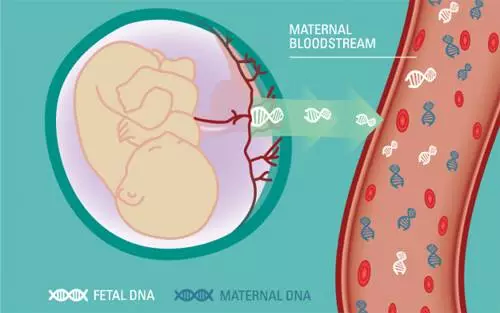 MATERNAL
BLOODSTREAM
FETAL DNA
MATERNAL DNA